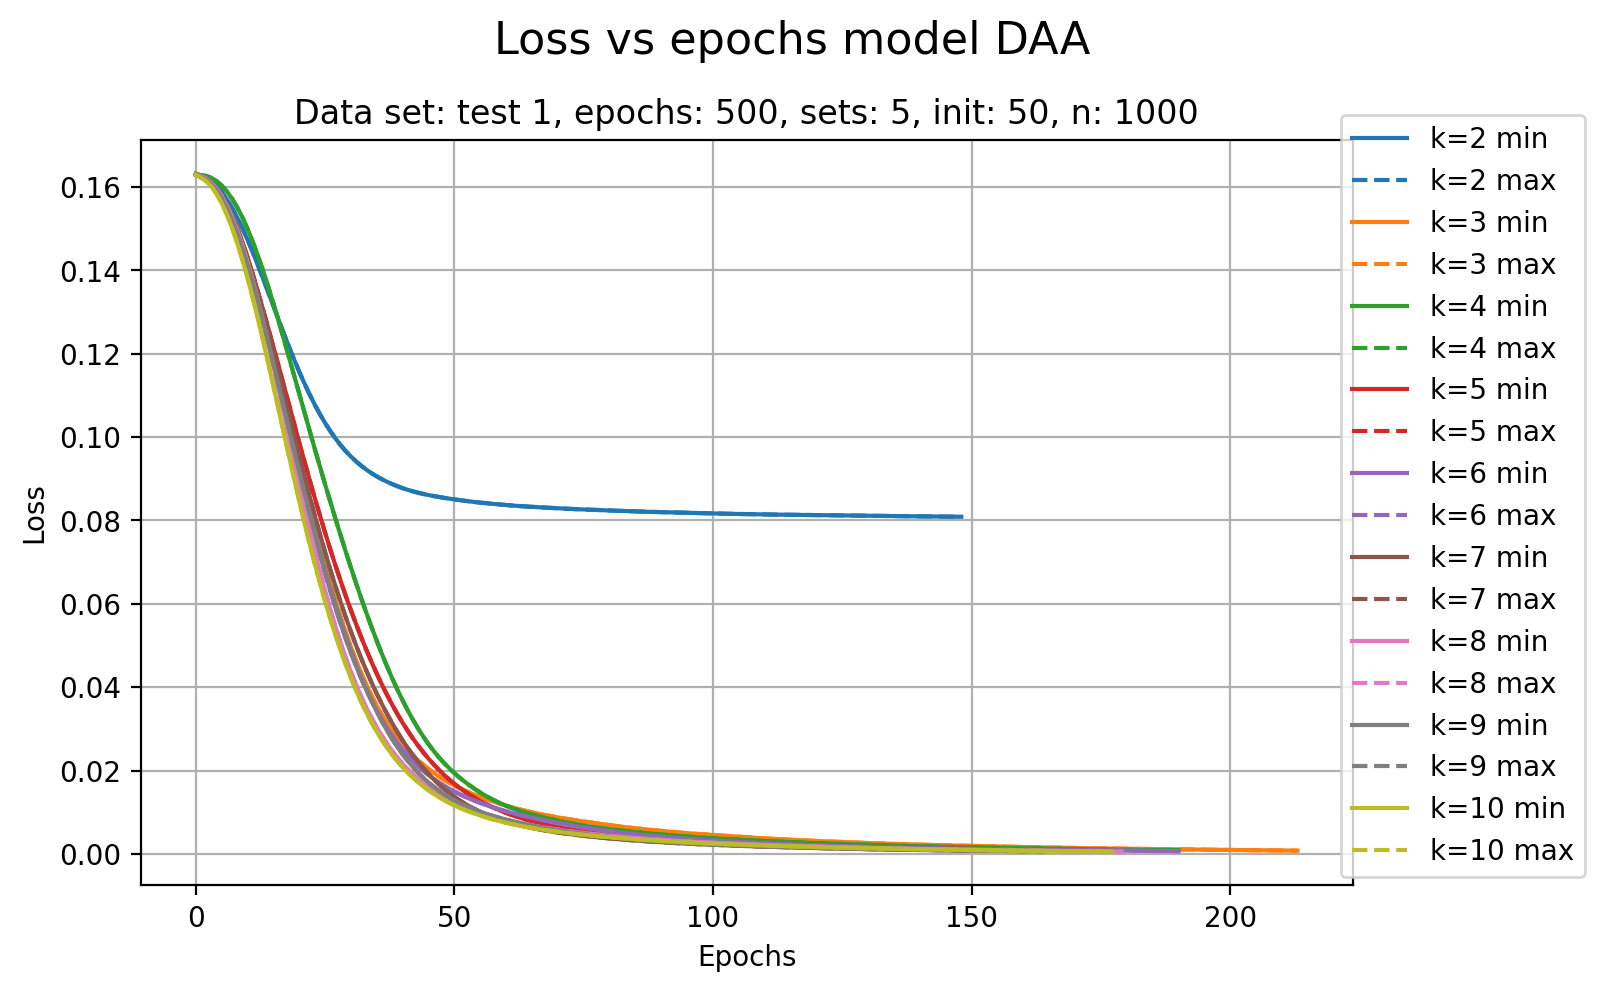 Loss vs epochs model DAA
Data set: test 1, epochs: 500, sets: 5, init: 50, n: 1000
k=2 min
k=2 max
k=3 min
k=3 max
k=4 min
k=4 max
k=5 min
k=5 max
k=6 min
k=6 max
k=7 min
k=7 max
k=8 min
k=8 max
k=9 min
k=9 max
k=10 min
k=10 max
Loss
0.16
0.14
0.12
0.10
0.08
0.06
0.04
0.02
0.00
0 50 100 150 200
Epochs